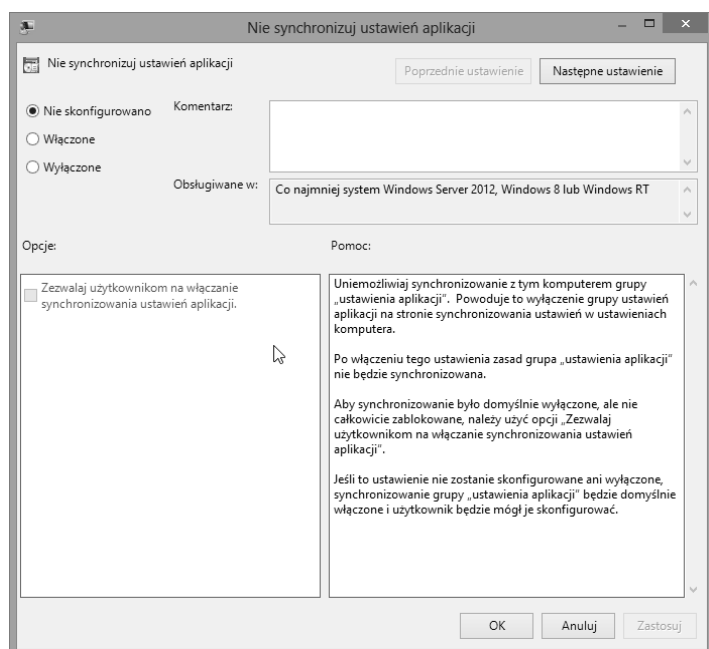 Nie synchronizuj ustawień aplikacji
Nie synchronizuj ustawień aplikacji
Poprzednie ustawienie
Następne ustawienie
Nie skonfigurowano
Włączone
Wyłączone
Komentarz:
Obsługiwane w:
Co najmniej system Windows Server 2012, Windows 8 lub Windows RT
Opcje:
Pomoc:
Zezwalaj użytkownikom na włączanie
synchronizowania ustawień aplikacji.
Uniemożliwiaj synchronizowanie z tym komputerem grupy
„ustawienia aplikacji”. Powoduje to wyłączenie grupy ustawień
aplikacji na stronie synchronizowania ustawień w ustawieniach
komputera.
Po włączeniu tego ustawienia zasad grupa „ustawienia aplikacji”
nie będzie synchronizowana.
Aby synchronizowanie było domyślnie wyłączone, ale nie
całkowicie zablokowane, należy użyć opcji „Zezwalaj
użytkownikom na włączanie synchronizowania ustawień
aplikacji”.
Jeśli to ustawienie nie zostanie skonfigurowane ani wyłączone,
synchronizowanie grupy „ustawienia aplikacji” będzie domyślnie
włączone i użytkownik będzie mógł je skonfigurować.
OK
Anuluj
Zastosuj